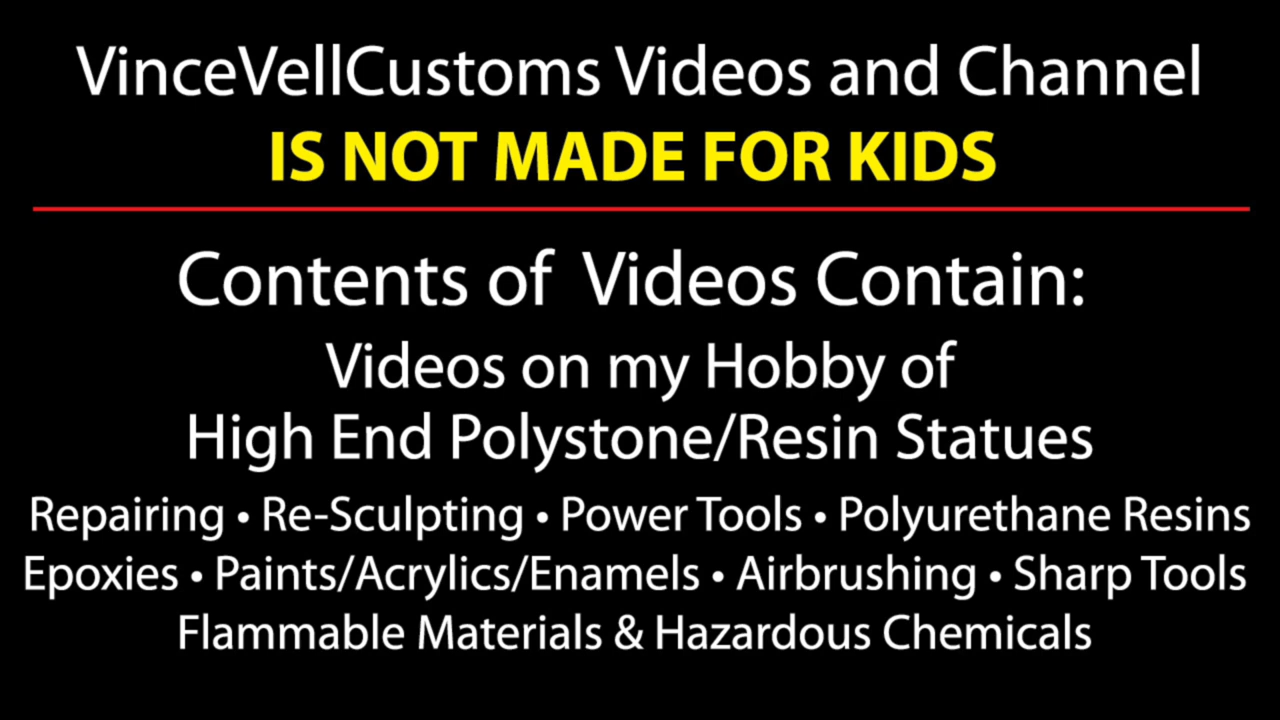 VinceVellCustoms Videos and Channel
IS NOT MADE FOR KIDS
Contents of Videos Contain:
Videos on my Hobby of
High End Polystone/Resin Statues
Repairing • Re-Sculpting • Power Tools • Polyurethane Resins
Epoxies • Paints/Acrylics/Enamels • Airbrushing • Sharp Tools
Flammable Materials & Hazardous Chemicals